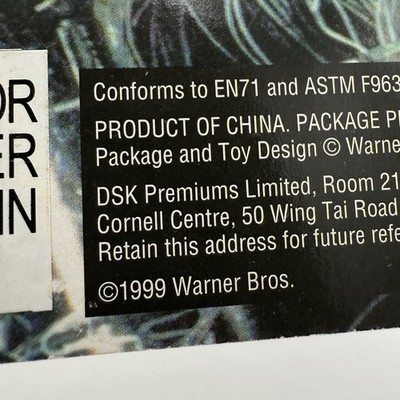 OR
ER
IN
Conforms to EN71 and ASTM F963
PRODUCT OF CHINA. PACKAGE P
Package and Toy Design © Warne
DSK Premiums Limited, Room 21
Cornell Centre, 50 Wing Tai Road
Retain this address for future refe
©1999 Warner Bros.